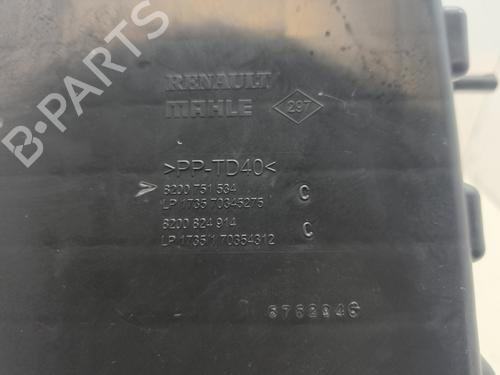 RENAULT
MAHLE
297
>PP-TD40<
8200 751 534 C
LP 1735 70345275
8200 824 914 C
LP 1735/1 70354312
6762946